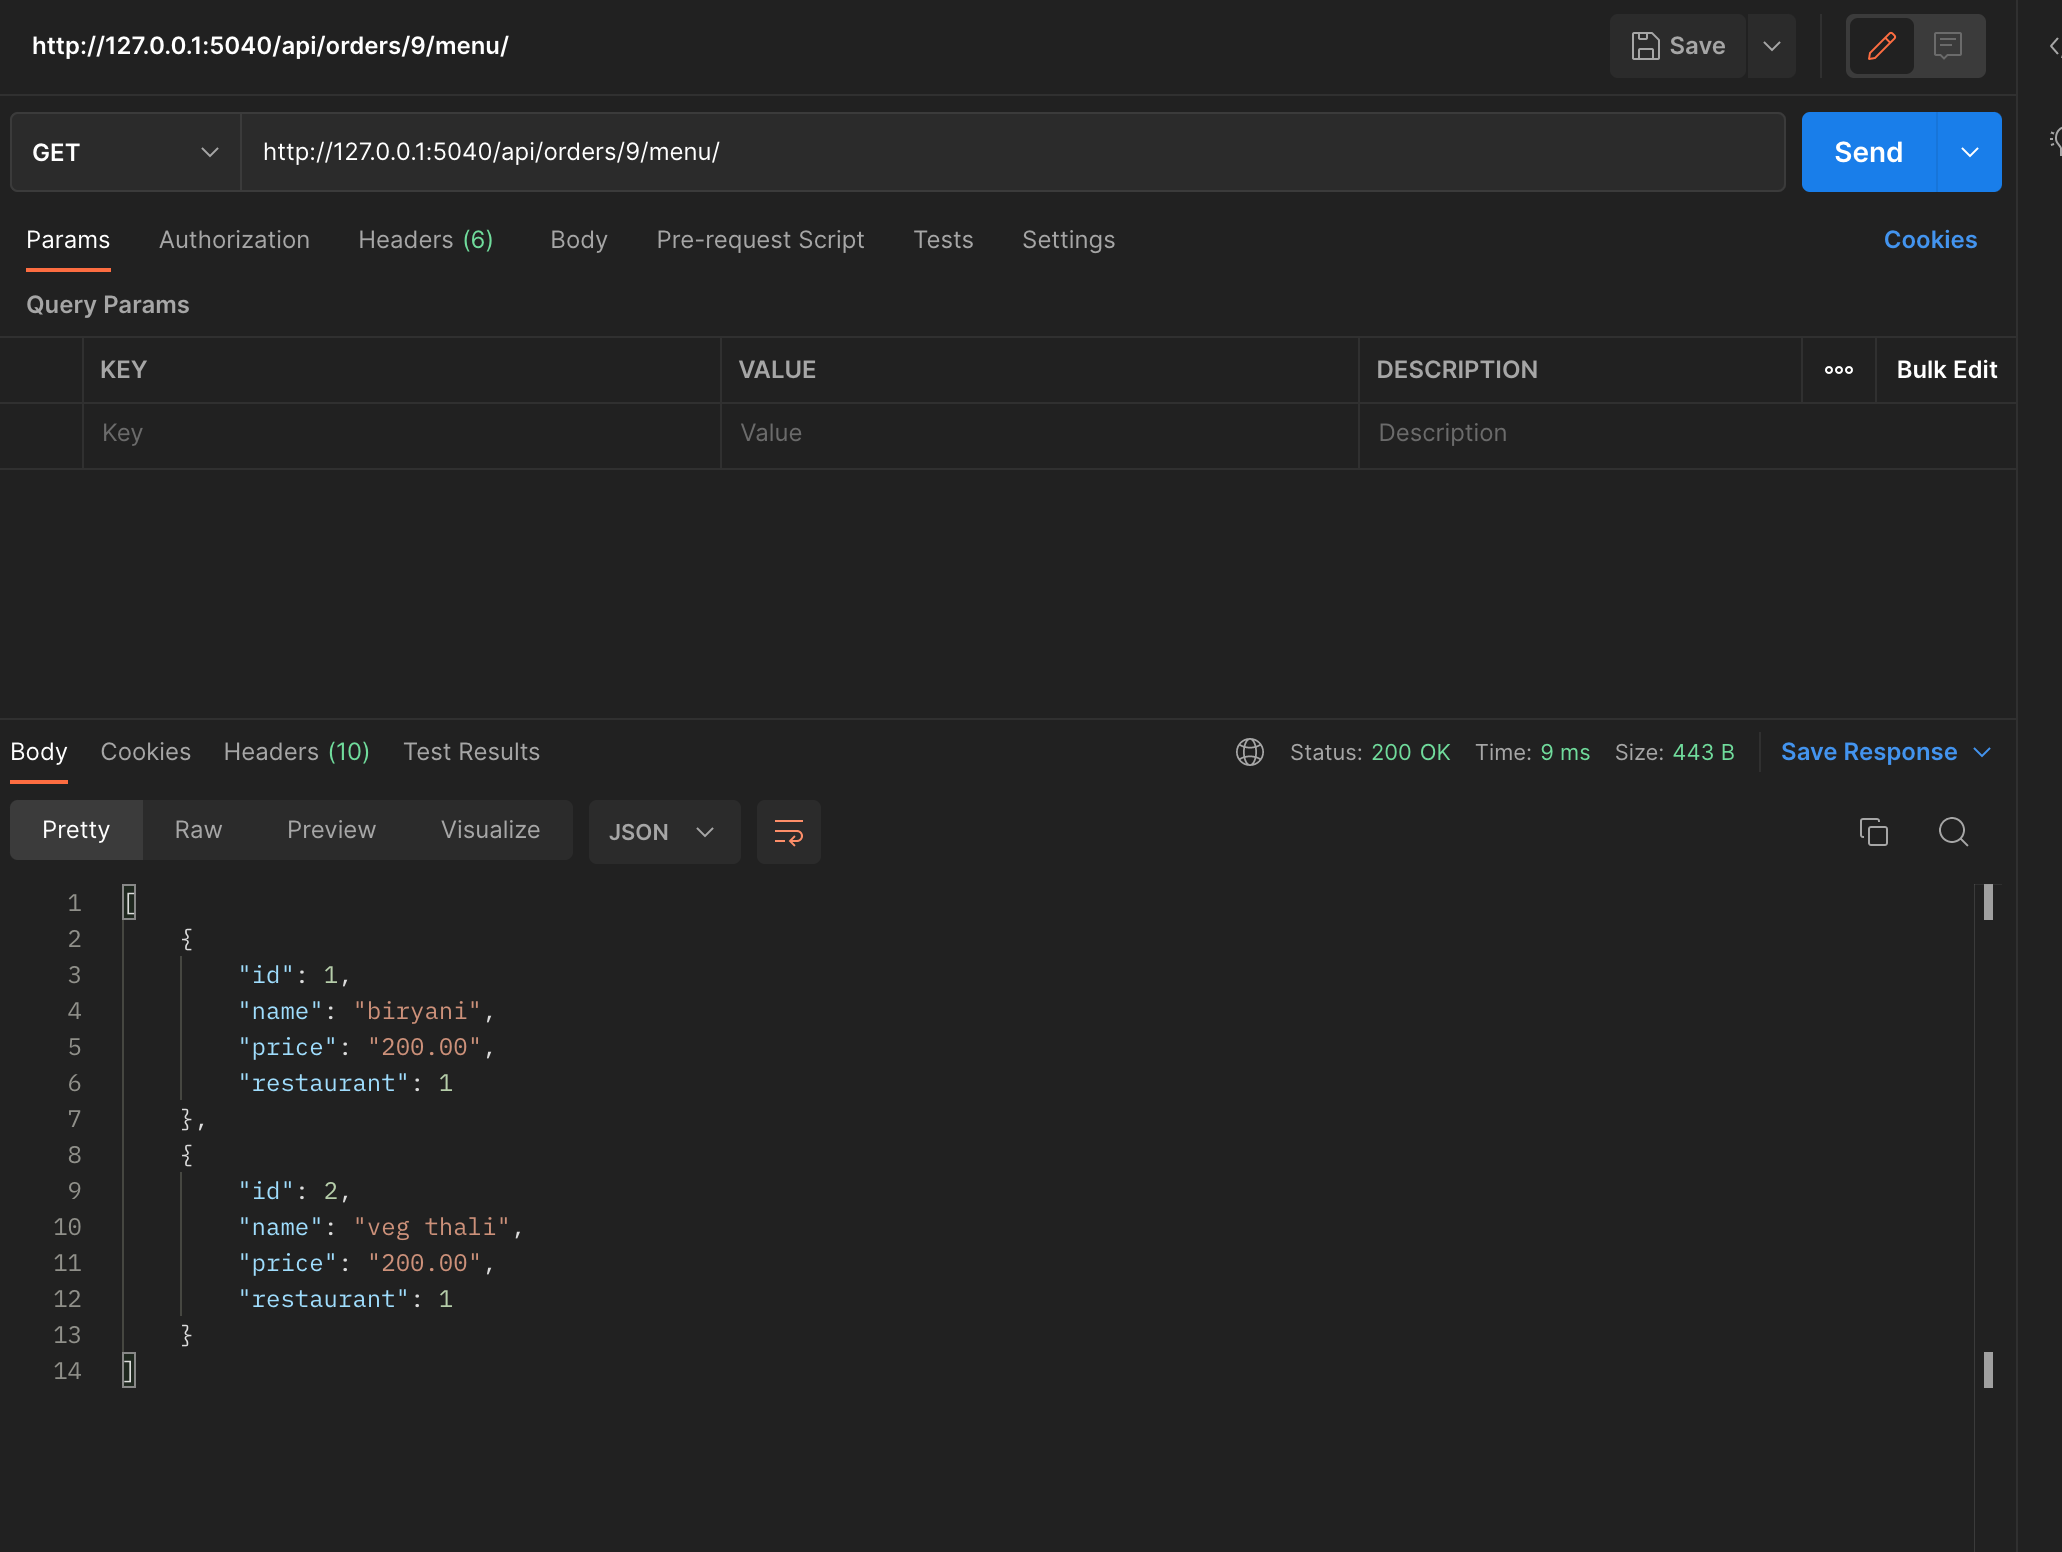 http://127.0.0.1:5040/api/orders/9/menu/
Save
GET
http://127.0.0.1:5040/api/orders/9/menu/
Send
Params Authorization Headers (6) Body Pre-request Script Tests Settings Cookies
Query Params
KEY VALUE DESCRIPTION Bulk Edit
Key Value Description
Body Cookies Headers (10) Test Results Status: 200 OK Time: 9 ms Size: 443 B Save Response
Pretty Raw Preview Visualize JSON
1 [
2 {
3 "id": 1,
4 "name": "biryani",
5 "price": "200.00",
6 "restaurant": 1
7 },
8 {
9 "id": 2,
10 "name": "veg thali",
11 "price": "200.00",
12 "restaurant": 1
13 }
14 ]